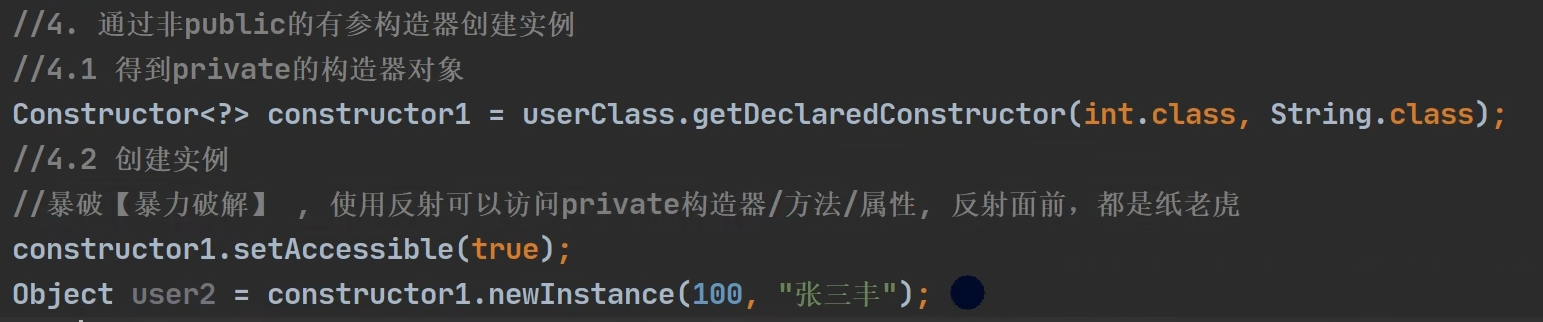 //4. 通过非public的有参构造器创建实例
//4.1 得到private的构造器对象
Constructor<?> constructor1 = userClass.getDeclaredConstructor(int.class, String.class);
//4.2 创建实例
//暴破【暴力破解】 , 使用反射可以访问private构造器/方法/属性, 反射面前，都是纸老虎
constructor1.setAccessible(true);
Object user2 = constructor1.newInstance(100, "张三丰");